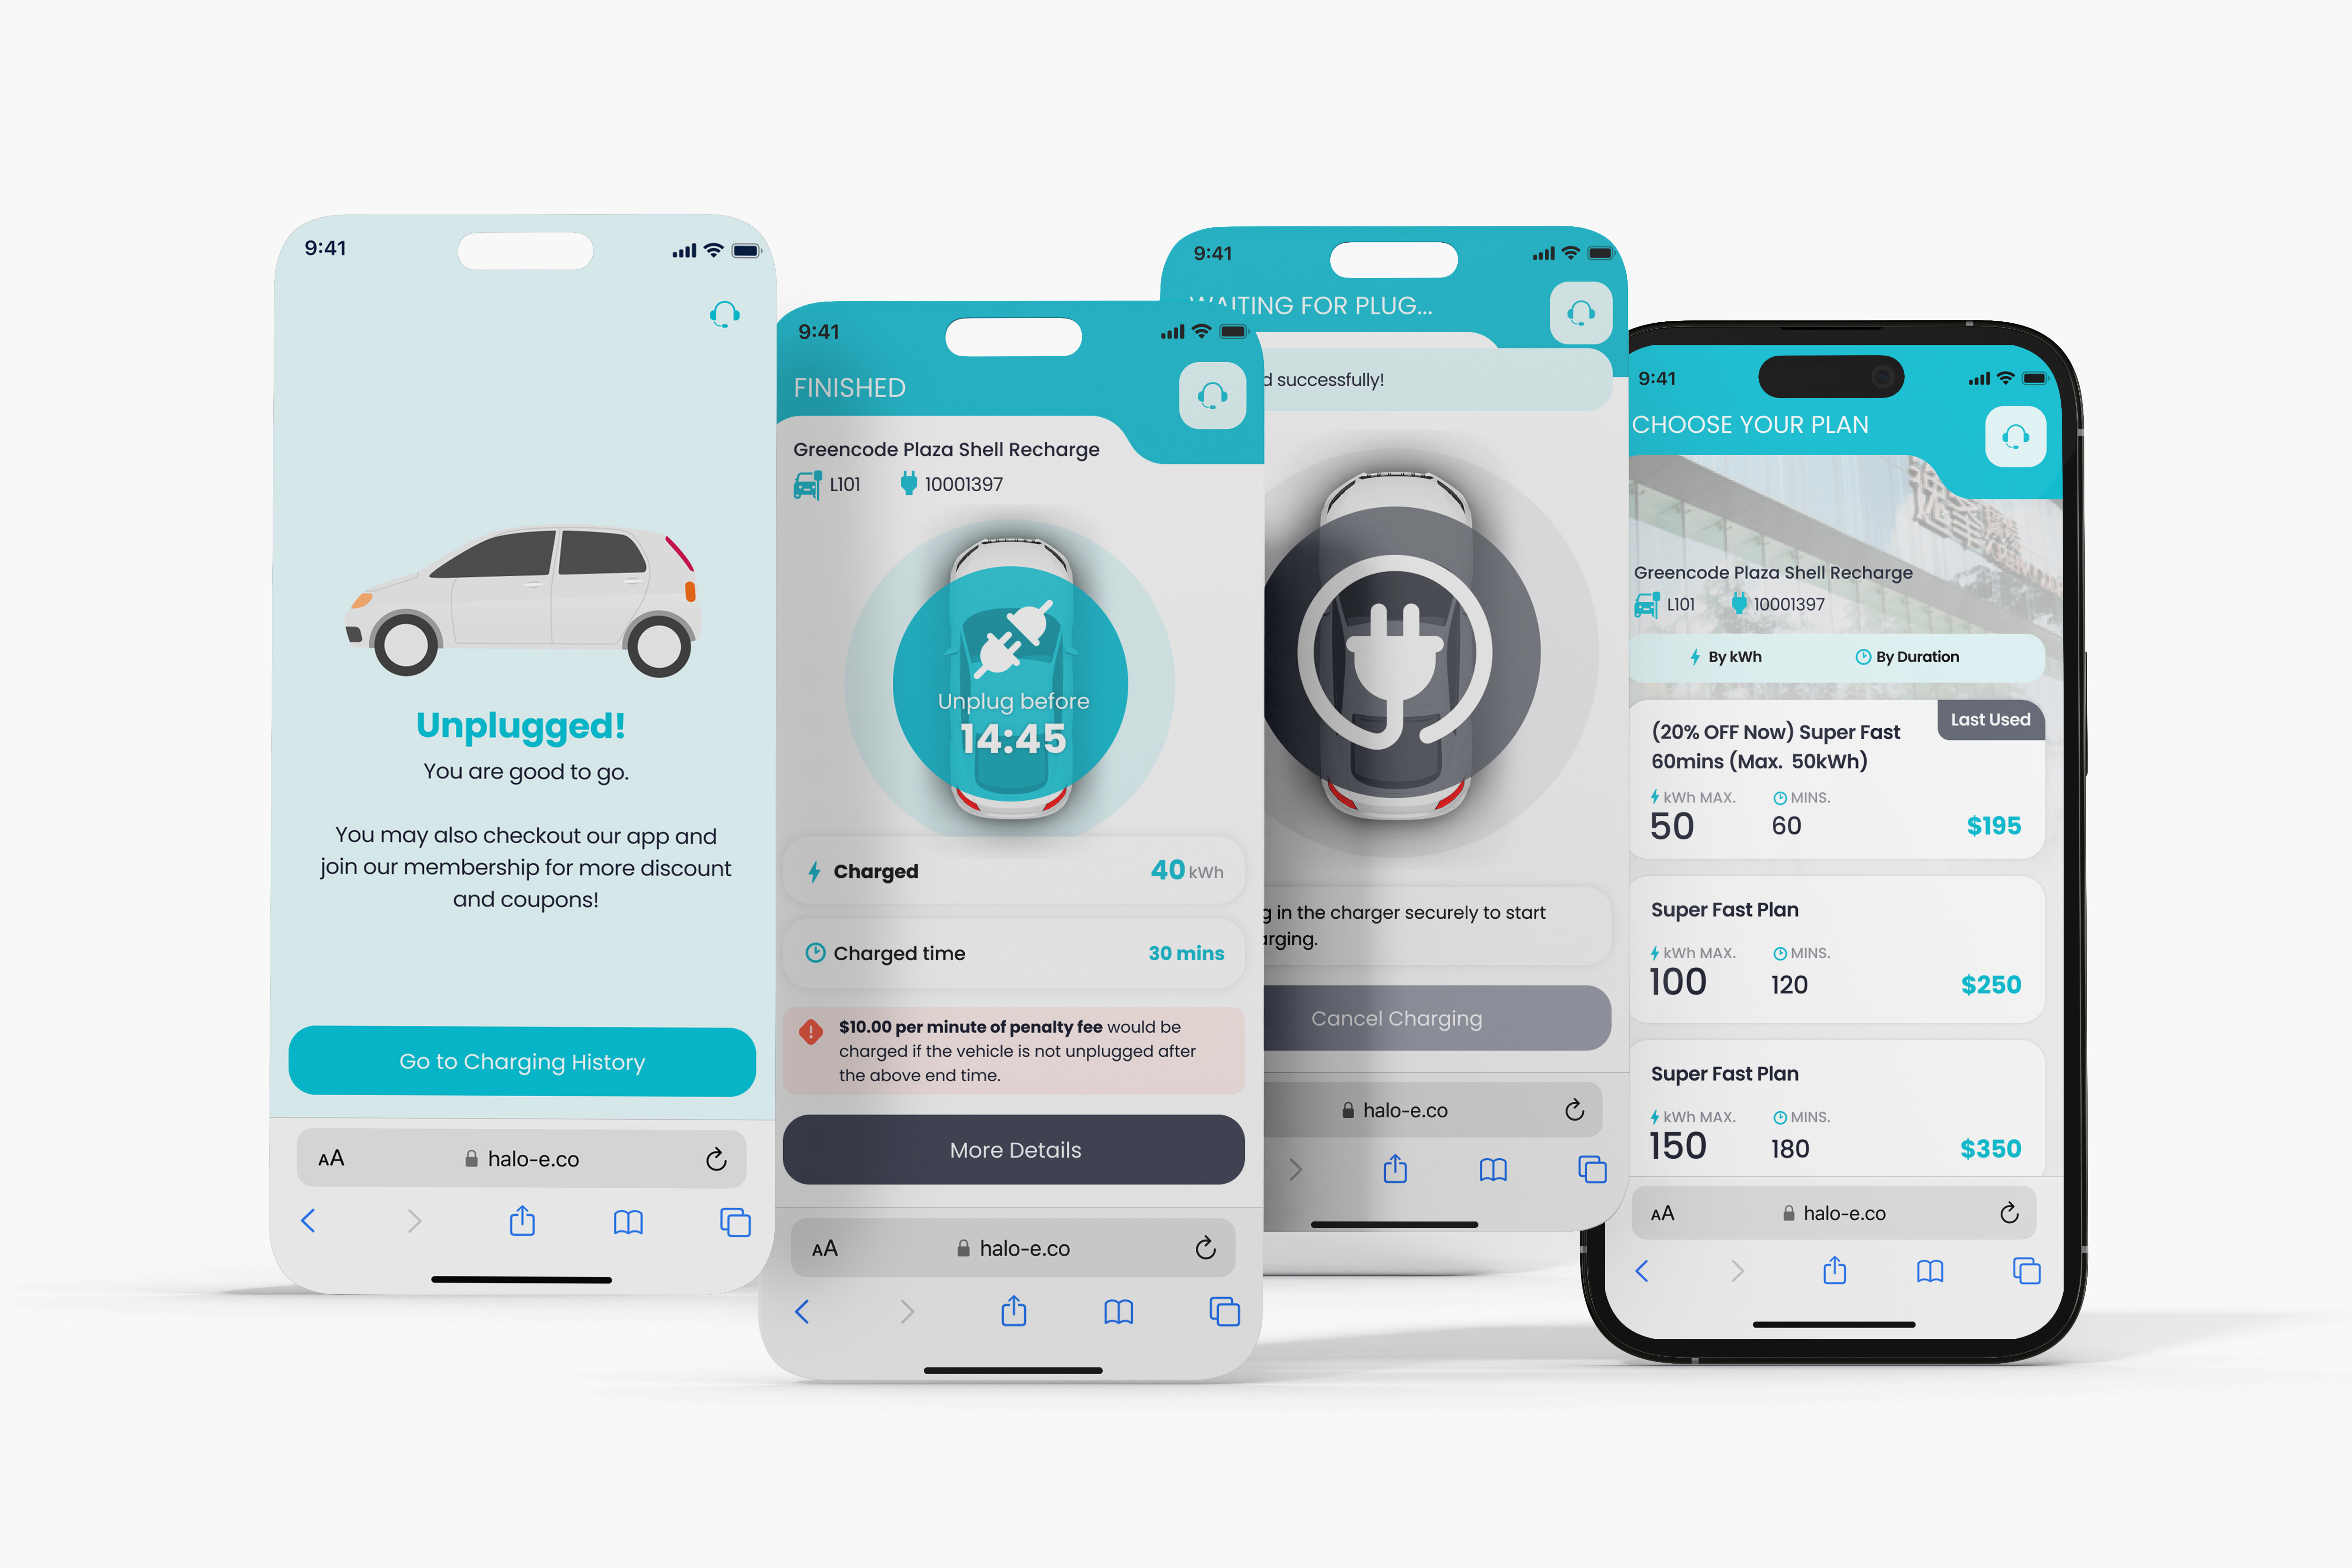 9:41
Unplugged!
You are good to go.
You may also checkout our app and
join our membership for more discount
and coupons!
Go to Charging History
AA
halo-e.co
9:41
FINISHED
Greencode Plaza Shell Recharge
L101
10001397
Unplug before
14:45
Charged
40 kWh
Charged time
30 mins
$10.00 per minute of penalty fee would be
charged if the vehicle is not unplugged after
the above end time.
More Details
AA
halo-e.co
9:41
WAITING FOR PLUG...
successfully!
in the charger securely to start
Cancel Charging
halo-e.co
9:41
CHOOSE YOUR PLAN
Greencode Plaza Shell Recharge
L101
10001397
By kWh
By Duration
Last Used
(20% OFF Now) Super Fast
60mins (Max. 50kWh)
kWh MAX.
MINS.
50
60
$195
Super Fast Plan
kWh MAX.
MINS.
100
120
$250
Super Fast Plan
kWh MAX.
MINS.
150
180
$350
AA
halo-e.co